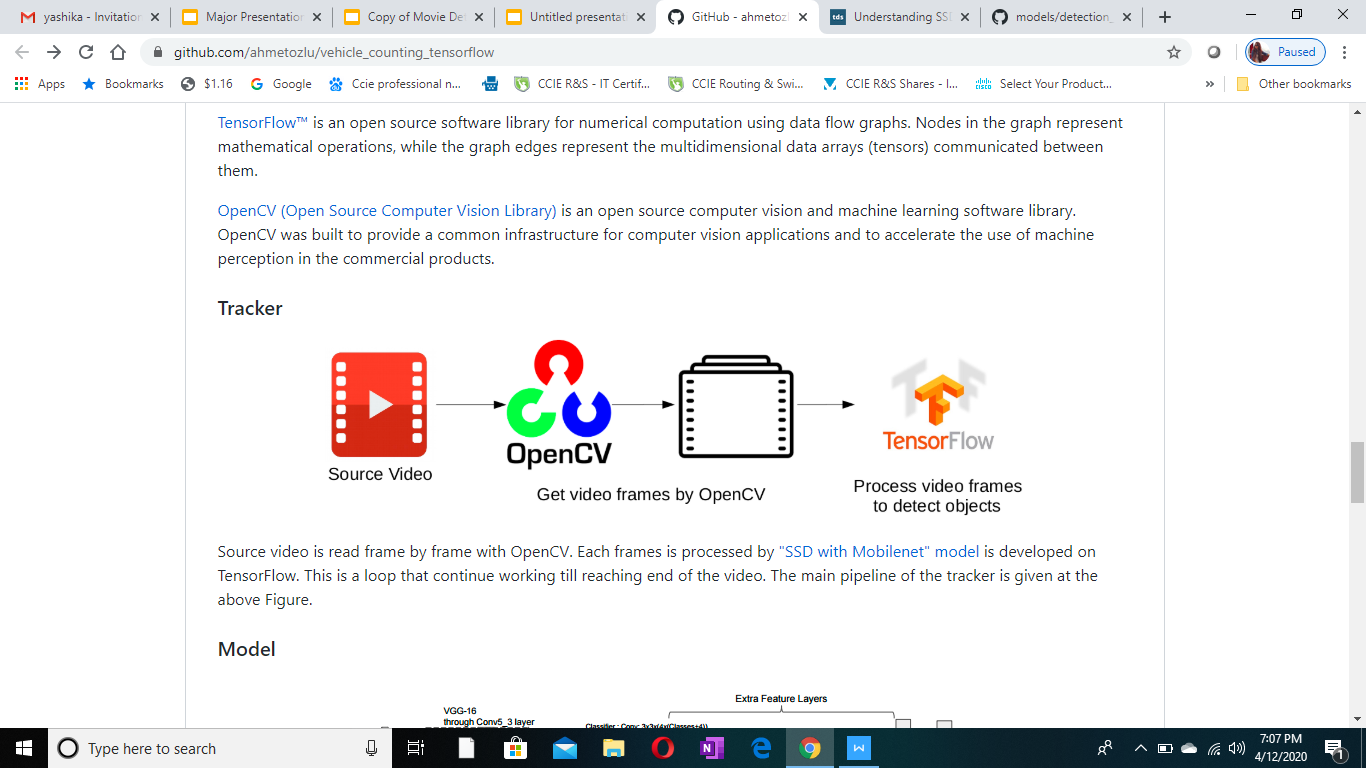 yashika - Invitation
Major Presentation
Copy of Movie De
Untitled presentat
GitHub - ahmetozl
Understanding SS
models/detection_
github.com/ahmetozlu/vehicle_counting_tensorflow
Paused
Apps
Bookmarks
$1.16
Google
Ccie professional n...
CCIE R&S - IT Certif...
CCIE Routing & Swi...
CCIE R&S Shares - I...
Select Your Product...
Other bookmarks
TensorFlow™ is an open source software library for numerical computation using data flow graphs. Nodes in the graph represent
mathematical operations, while the graph edges represent the multidimensional data arrays (tensors) communicated between
them.
OpenCV (Open Source Computer Vision Library) is an open source computer vision and machine learning software library.
OpenCV was built to provide a common infrastructure for computer vision applications and to accelerate the use of machine
perception in the commercial products.
Tracker
OpenCV
TensorFlow
Source Video
Get video frames by OpenCV
Process video frames
to detect objects
Source video is read frame by frame with OpenCV. Each frames is processed by "SSD with Mobilenet" model is developed on
TensorFlow. This is a loop that continue working till reaching end of the video. The main pipeline of the tracker is given at the
above Figure.
Model
Extra Feature Layers
VGG-16
through Conv5_3 layer
Classifier : Conv: 3x3x(4x(Classes+4))
Type here to search
7:07 PM
4/12/2020
1